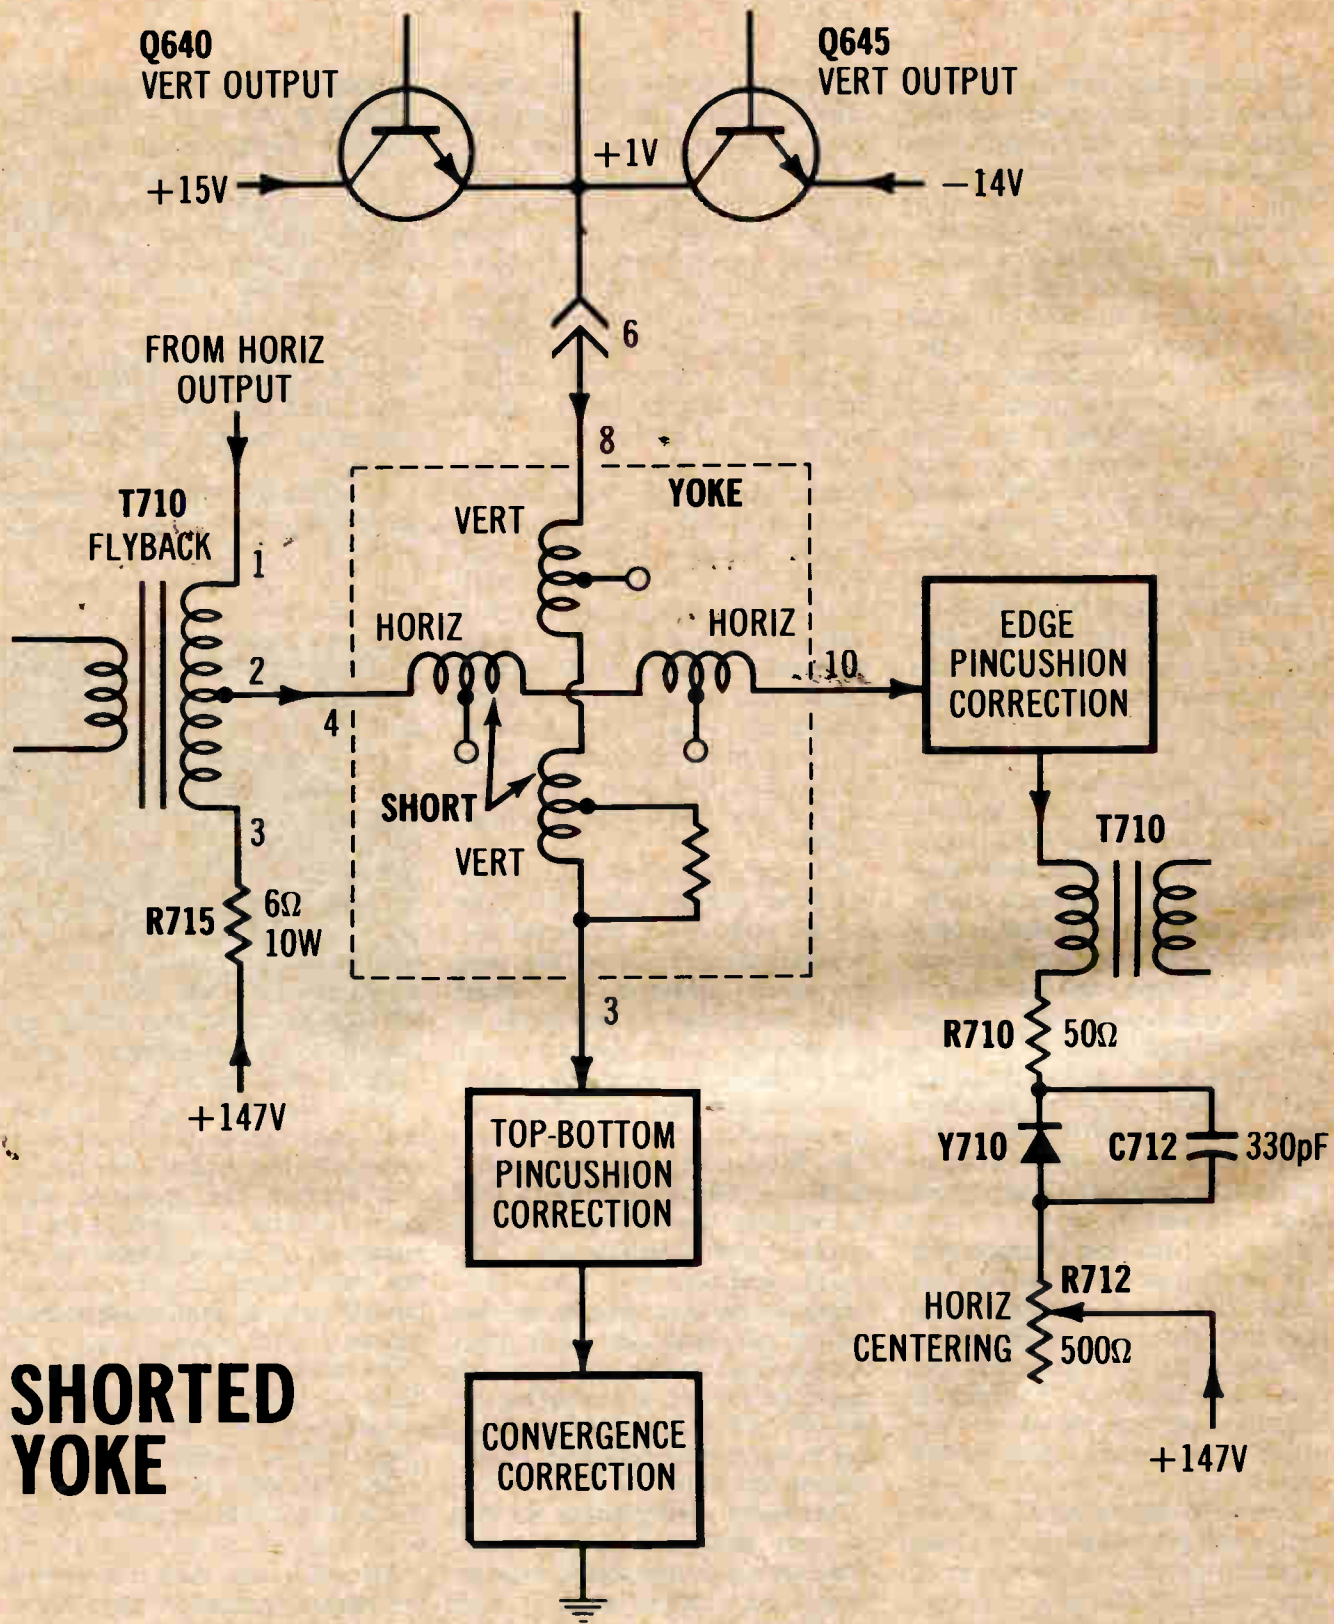 Q640
VERT OUTPUT
Q645
VERT OUTPUT
+15V
+1V
−14V
6
FROM HORIZ
OUTPUT
8
YOKE
T710
FLYBACK
VERT
1
HORIZ
HORIZ
EDGE
PINCUSHION
CORRECTION
2
4
10
SHORT
VERT
3
T710
R715
6Ω
10W
3
R710
50Ω
+147V
TOP-BOTTOM
PINCUSHION
CORRECTION
Y710
C712
330pF
R712
HORIZ
CENTERING
500Ω
SHORTED
YOKE
CONVERGENCE
CORRECTION
+147V